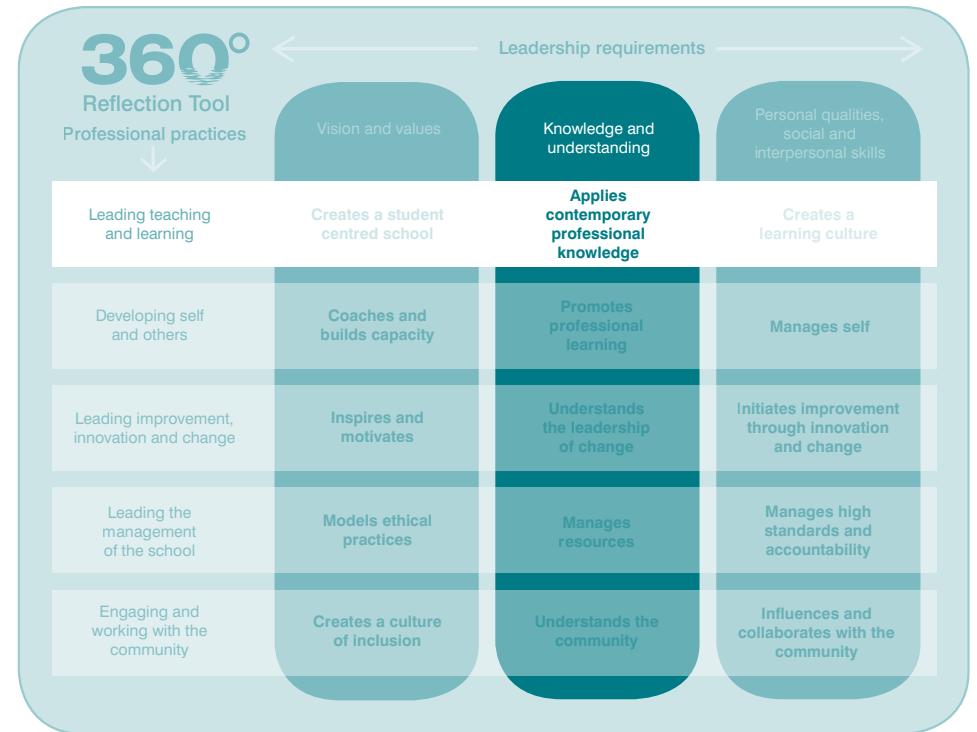 360°
Reflection Tool
Professional practices
Leadership requirements
Vision and values
Knowledge and
understanding
Personal qualities,
social and
interpersonal skills
Leading teaching
and learning
Creates a student
centred school
Applies
contemporary
professional
knowledge
Creates a
learning culture
Developing self
and others
Coaches and
builds capacity
Promotes
professional
learning
Manages self
Leading improvement,
innovation and change
Inspires and
motivates
Understands
the leadership
of change
Initiates improvement
through innovation
and change
Leading the
management
of the school
Models ethical
practices
Manages
resources
Manages high
standards and
accountability
Engaging and
working with the
community
Creates a culture
of inclusion
Understands the
community
Influences and
collaborates with the
community